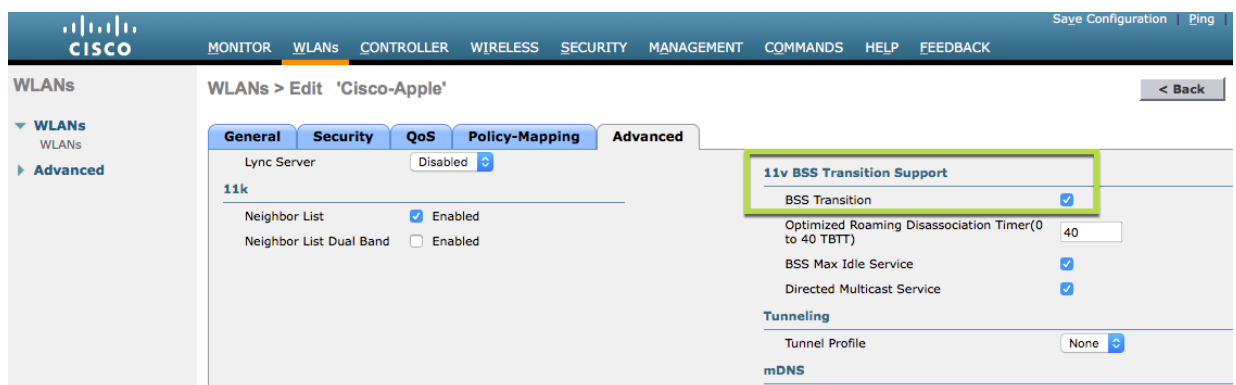 Save Configuration | Ping |
CISCO
MONITOR WLANs CONTROLLER WIRELESS SECURITY MANAGEMENT COMMANDS HELP FEEDBACK
WLANs
WLANs > Edit 'Cisco-Apple'
< Back
WLANs
WLANs
Advanced
General Security QoS Policy-Mapping Advanced
Lync Server Disabled
11k
Neighbor List Enabled
Neighbor List Dual Band Enabled
11v BSS Transition Support
BSS Transition
Optimized Roaming Disassociation Timer(0
to 40 TBTT) 40
BSS Max Idle Service
Directed Multicast Service
Tunneling
Tunnel Profile None
mDNS